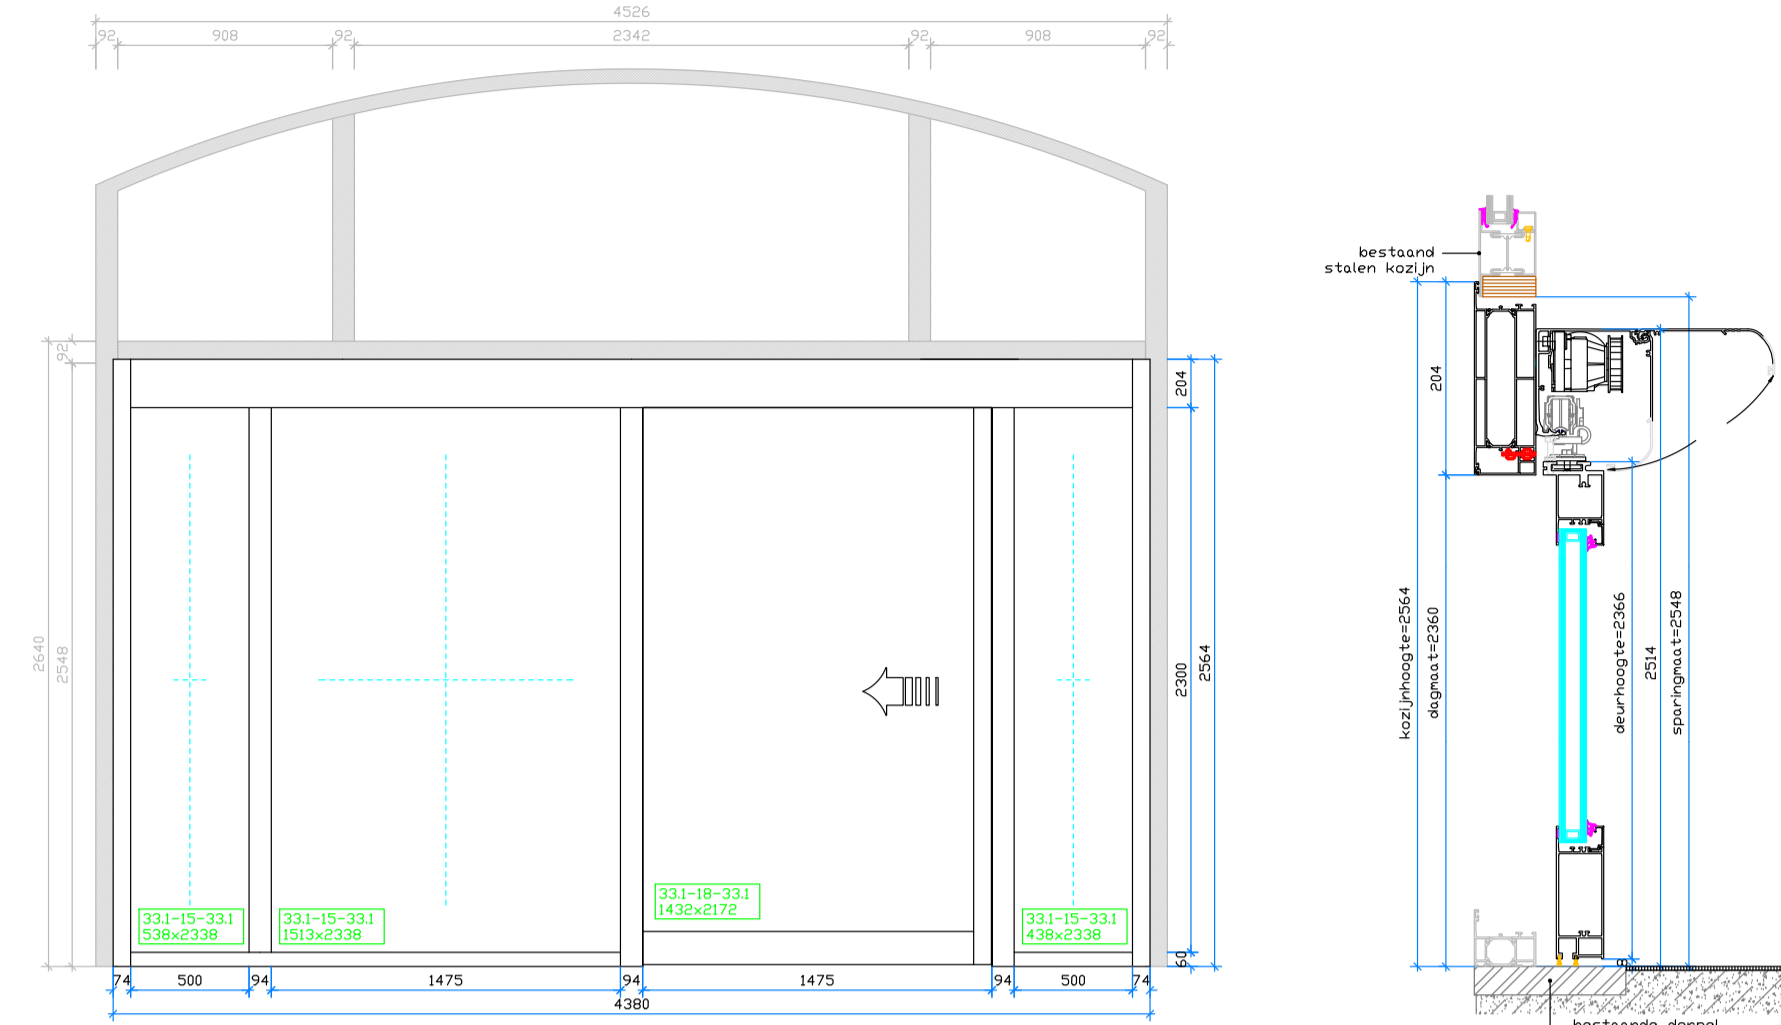 4526
92
908
92
2342
92
908
92
bestaand
stalen kozijn
92
204
204
2640
2548
2300
2564
kozijnhoogte=2564
dagmaat=2360
deurhoogte=2366
2514
sparingmaat=2548
33.1-18-33.1
1432x2172
33.1-15-33.1
538x2338
33.1-15-33.1
1513x2338
33.1-15-33.1
438x2338
60
8
74
500
94
1475
94
1475
94
500
74
4380
bestaande dorpel